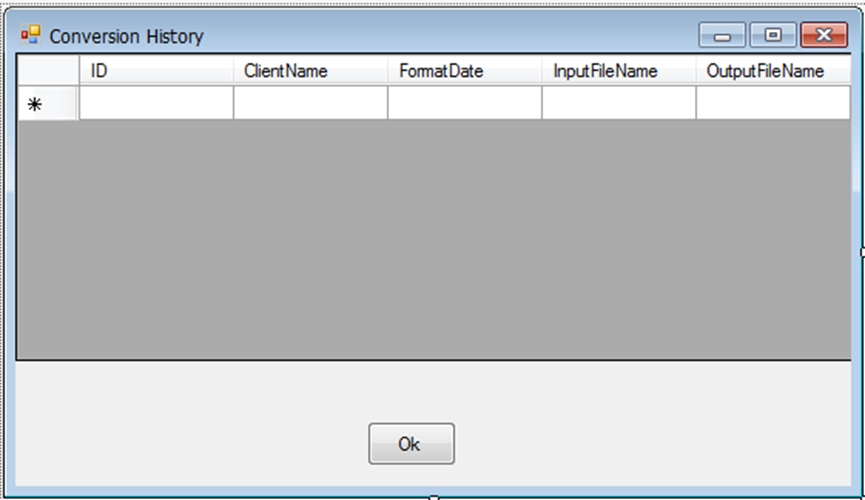 Conversion History
ID ClientName FormatDate InputFileName OutputFileName
Ok